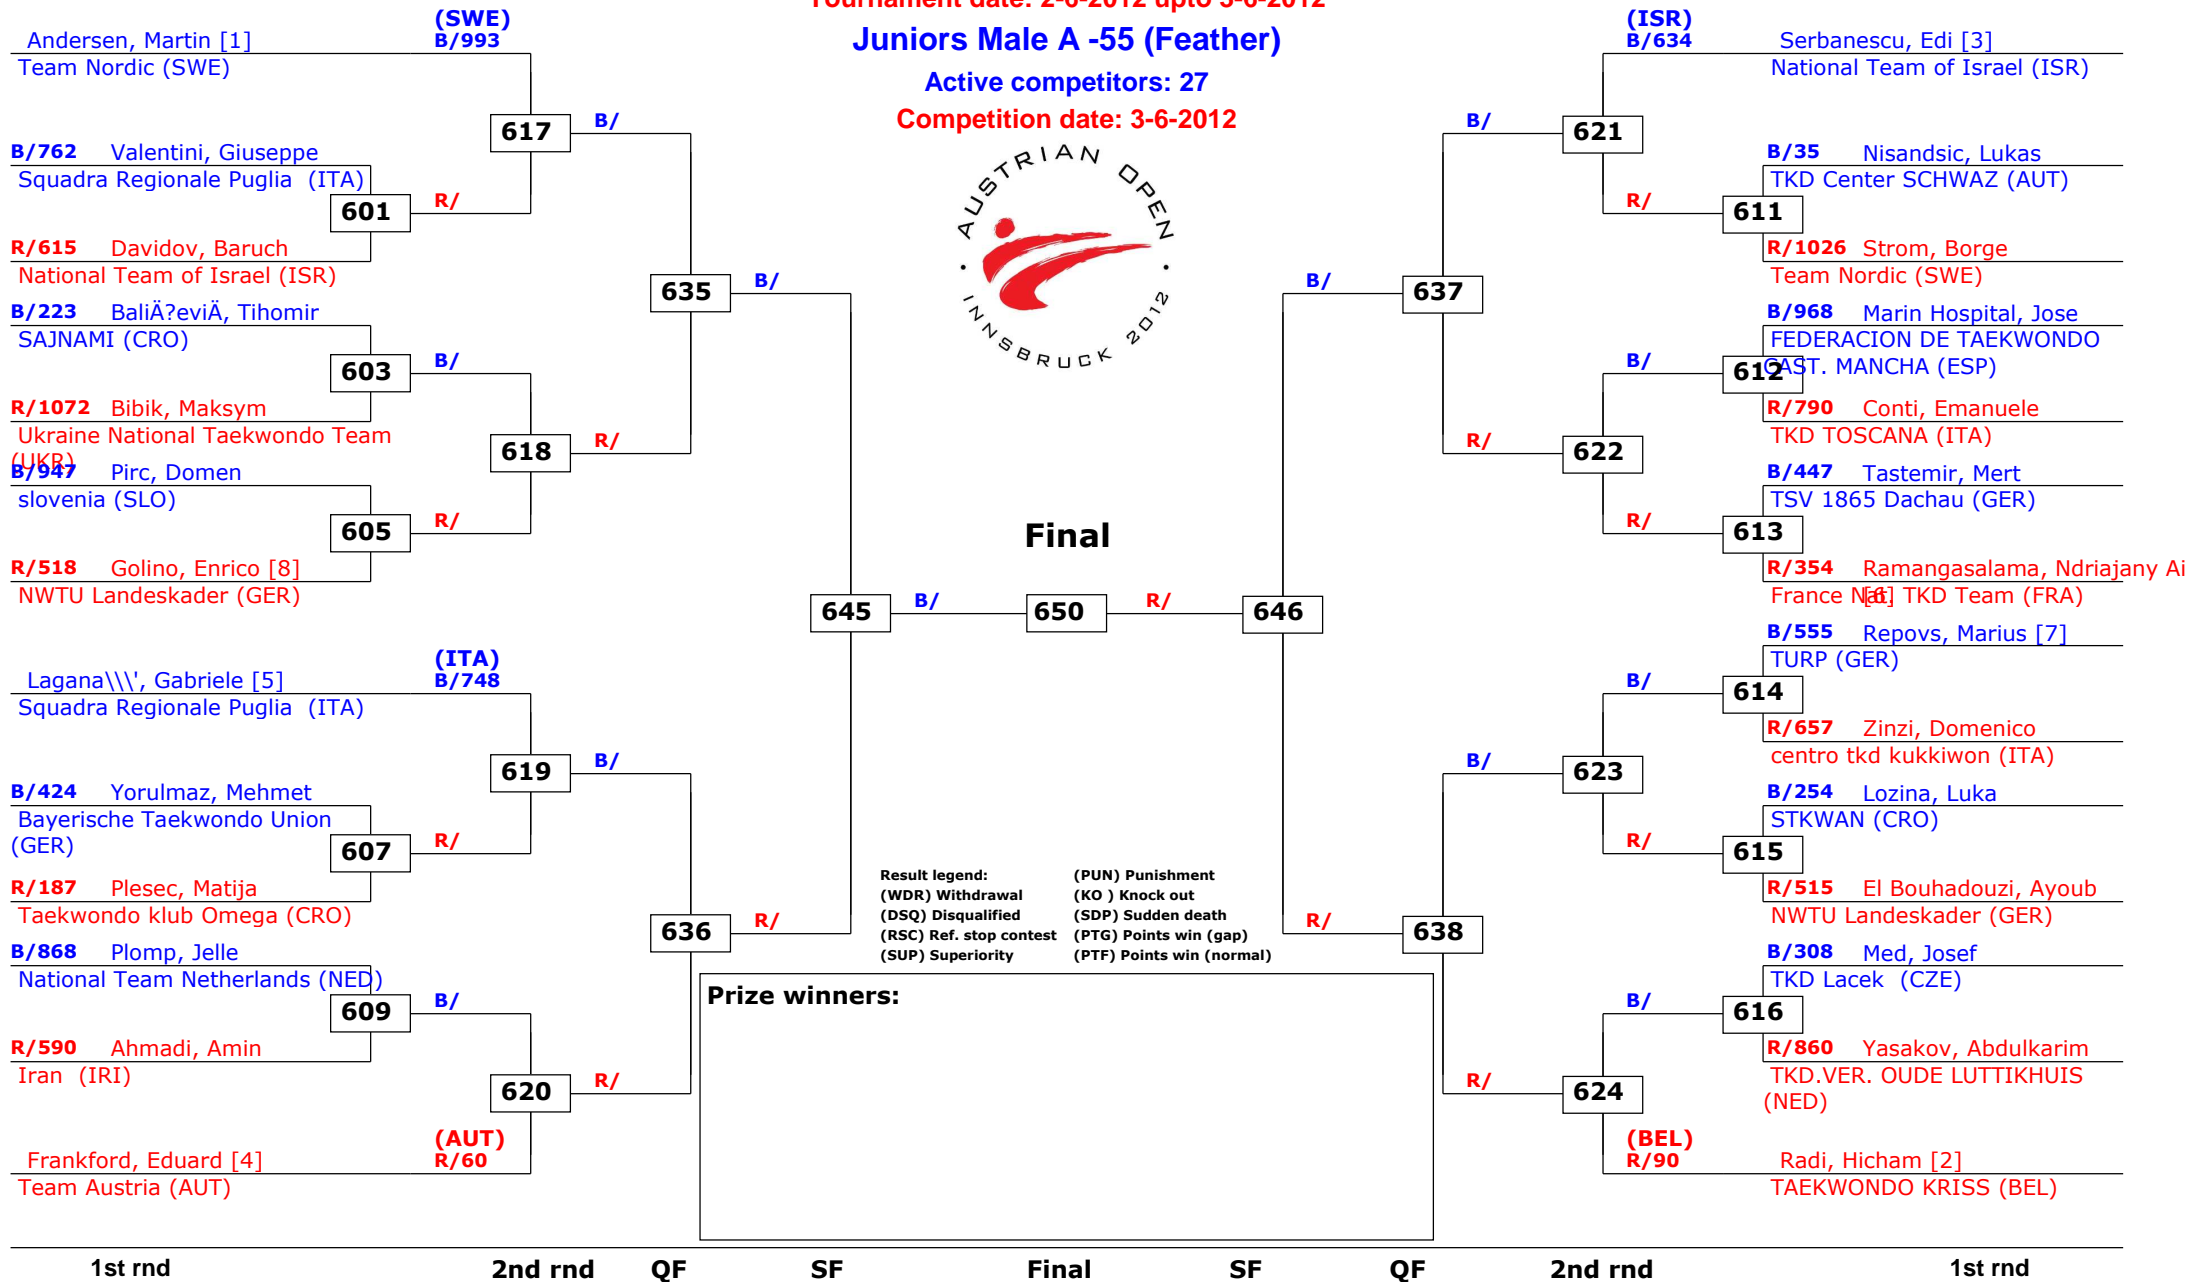 Tournament date: 2-6-2012 upto 3-6-2012
Juniors Male A -55 (Feather)
Active competitors: 27
Competition date: 3-6-2012
AUSTRIAN OPEN
· INNSBRUCK 2012 ·
(SWE)
Andersen, Martin [1] B/993
Team Nordic (SWE)
617
B/
B/762 Valentini, Giuseppe
Squadra Regionale Puglia (ITA)
601
R/
R/615 Davidov, Baruch
National Team of Israel (ISR)
635
B/
B/223 BaliÄ?eviÄ, Tihomir
SAJNAMI (CRO)
603
B/
R/1072 Bibik, Maksym
Ukraine National Taekwondo Team
(UKR)
618
R/
B/947 Pirc, Domen
slovenia (SLO)
605
R/
R/518 Golino, Enrico [8]
NWTU Landeskader (GER)
645
B/
(ITA)
Lagana\\\', Gabriele [5] B/748
Squadra Regionale Puglia (ITA)
619
B/
B/424 Yorulmaz, Mehmet
Bayerische Taekwondo Union
(GER)
607
R/
R/187 Plesec, Matija
Taekwondo klub Omega (CRO)
636
R/
B/868 Plomp, Jelle
National Team Netherlands (NED)
609
B/
R/590 Ahmadi, Amin
Iran (IRI)
620
R/
(AUT)
Frankford, Eduard [4] R/60
Team Austria (AUT)
Final
650
R/
646
(ISR)
B/634 Serbanescu, Edi [3]
National Team of Israel (ISR)
B/
621
B/35 Nisandsic, Lukas
TKD Center SCHWAZ (AUT)
R/
611
R/1026 Strom, Borge
Team Nordic (SWE)
B/
637
B/968 Marin Hospital, Jose
FEDERACION DE TAEKWONDO
CAST. MANCHA (ESP)
B/
612
R/790 Conti, Emanuele
TKD TOSCANA (ITA)
R/
622
B/447 Tastemir, Mert
TSV 1865 Dachau (GER)
R/
613
R/354 Ramangasalama, Ndriajany Ai
[6]
France Nat. TKD Team (FRA)
B/555 Repovs, Marius [7]
TURP (GER)
B/
614
R/657 Zinzi, Domenico
centro tkd kukkiwon (ITA)
B/
623
B/254 Lozina, Luka
STKWAN (CRO)
R/
615
R/515 El Bouhadouzi, Ayoub
NWTU Landeskader (GER)
R/
638
B/308 Med, Josef
TKD Lacek (CZE)
B/
616
R/860 Yasakov, Abdulkarim
TKD.VER. OUDE LUTTIKHUIS
(NED)
R/
624
(BEL)
R/90 Radi, Hicham [2]
TAEKWONDO KRISS (BEL)
Result legend: (PUN) Punishment
(WDR) Withdrawal (KO ) Knock out
(DSQ) Disqualified (SDP) Sudden death
(RSC) Ref. stop contest (PTG) Points win (gap)
(SUP) Superiority (PTF) Points win (normal)
Prize winners:
1st rnd 2nd rnd QF SF Final SF QF 2nd rnd 1st rnd